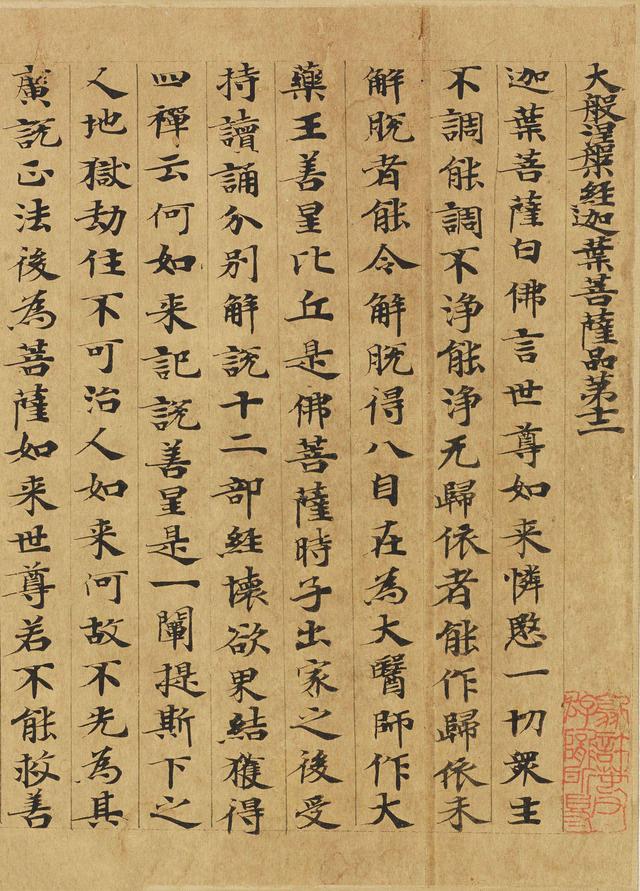 大般涅槃經迦葉菩薩品第十二
迦葉菩薩白佛言世尊如来憐愍一切衆生
不調能調不淨能淨无歸依者能作歸依未
解脫者能令解脫得八自在為大醫師作大
藥王善星比丘是佛菩薩時子出家之後受
持讀誦分別解說十二部經壞欲界結獲得
四禪云何如来記說善星是一闡提斯下之
人地獄劫住不可治人如来何故不先為其
廣說正法後為菩薩如来世尊若不能救善